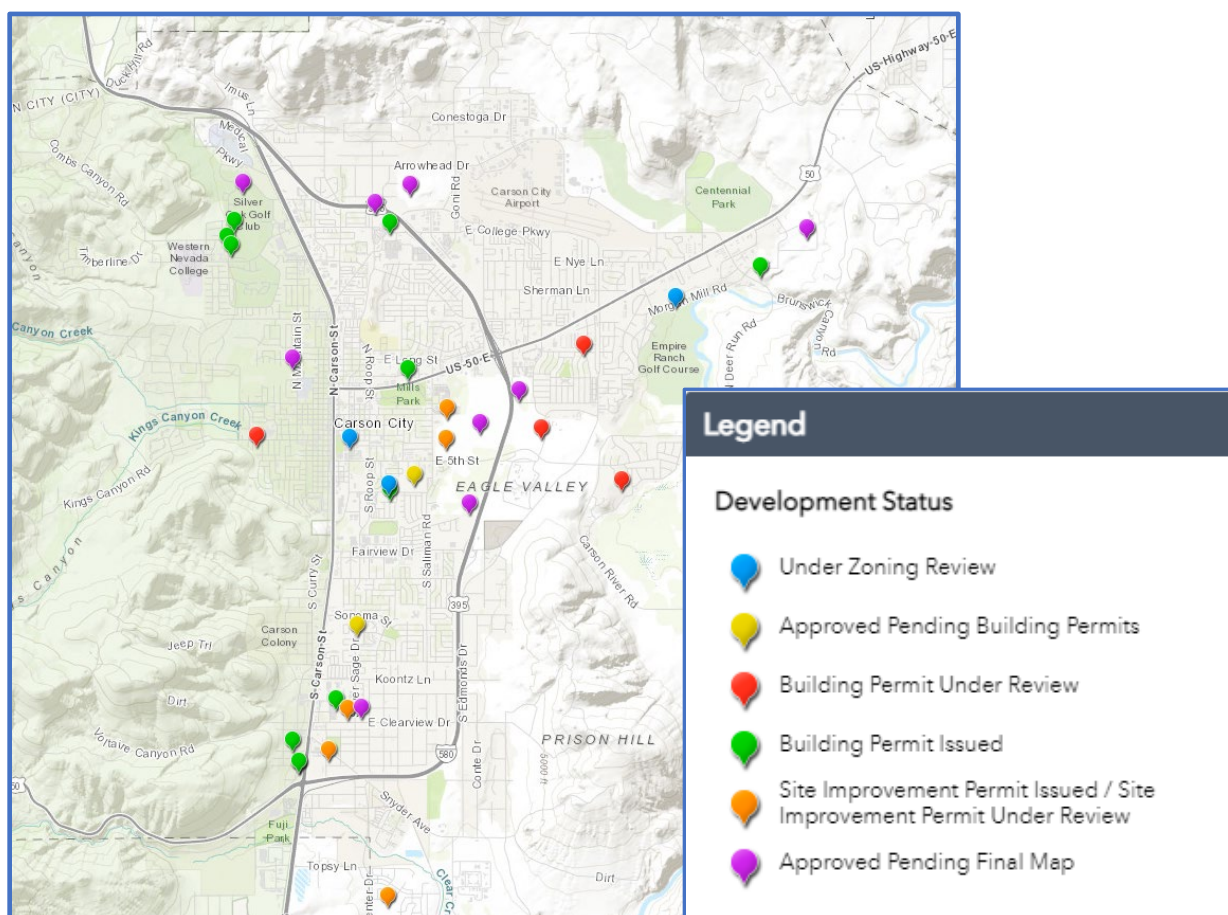 US-Highway-50-E
Duck Hill Rd
N CITY (CITY)
Imus Ln
Medical
Pkwy
Conestoga Dr
Combs Canyon Rd
Arrowhead Dr
Goni Rd
Carson City
Airport
Centennial
Park
50
Silver
Oak Golf
Club
E College Pkwy
Western
Nevada
College
Timberline Dr
Canyon
E Nye Ln
Sherman Ln
Morgan Mill Rd
Brunswick
Canyon
Rd
N Deer Run Rd
Empire
Ranch
Golf Course
Canyon Creek
N Mountain St
N-Carson-St
N Roop St
E Long St
US-50-E
Mills
Park
Kings Canyon Creek
Carson City
E 5th St
Kings Canyon Rd
S Roop St
EAGLE VALLEY
S Saliman Rd
Fairview Dr
s Canyon
S Curry St
Carson River Rd
395
Sonoma St
Carson
Colony
Jeep Trl
S-Carson-St
Koontz Ln
S Edmonds Dr
Dirt
E Clearview Dr
Vortave Canyon Rd
PRISON HILL
5000 ft
580
Conte Dr
50
Snyder Ave
Fuji
Park
Topsy Ln
Clear C
Dirt
enter Dr
Legend
Development Status
Under Zoning Review
Approved Pending Building Permits
Building Permit Under Review
Building Permit Issued
Site Improvement Permit Issued / Site
Improvement Permit Under Review
Approved Pending Final Map